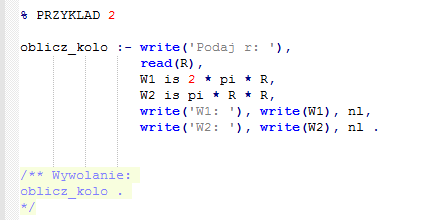 % PRZYKLAD 2
oblicz_kolo :- write('Podaj r: '),
read(R),
W1 is 2 * pi * R,
W2 is pi * R * R,
write('W1: '), write(W1), nl,
write('W2: '), write(W2), nl .
/** Wywolanie:
oblicz_kolo .
*/